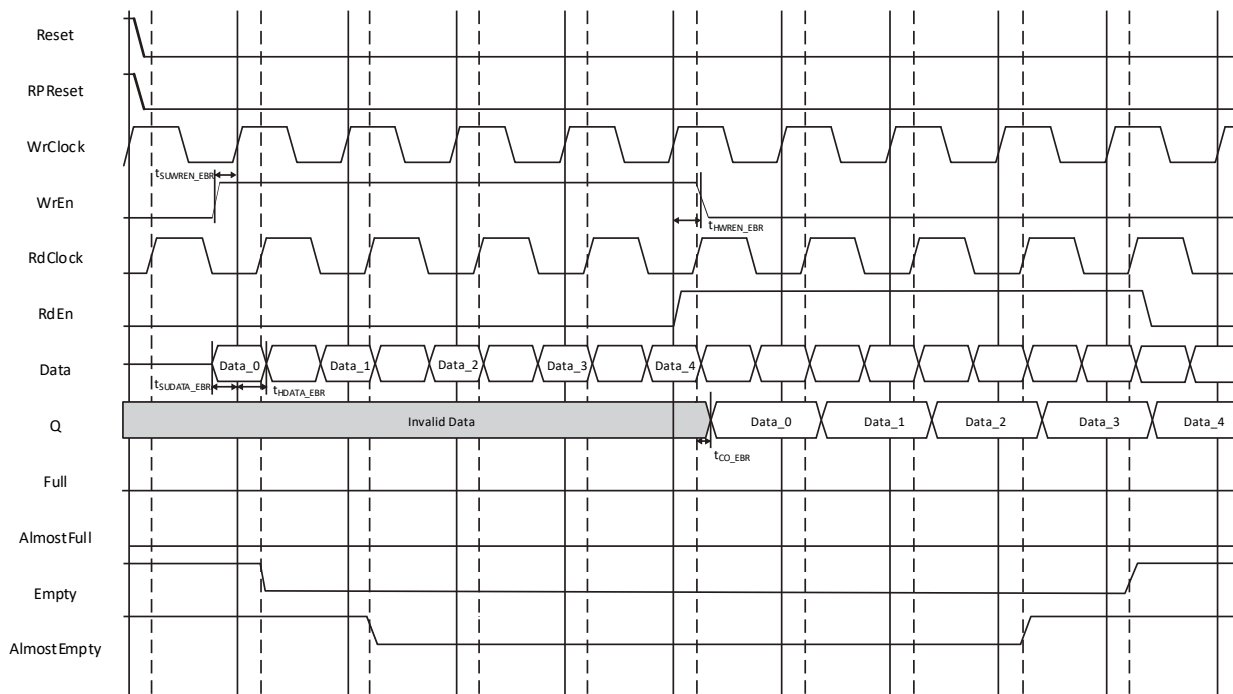 Reset
RPReset
WrClock
tSUWREN_EBR
WrEn
tHWREN_EBR
RdClock
RdEn
Data Data_0 Data_1 Data_2 Data_3 Data_4
tSUDATA_EBR tHDATA_EBR
Q Invalid Data Data_0 Data_1 Data_2 Data_3 Data_4
tCO_EBR
Full
AlmostFull
Empty
AlmostEmpty